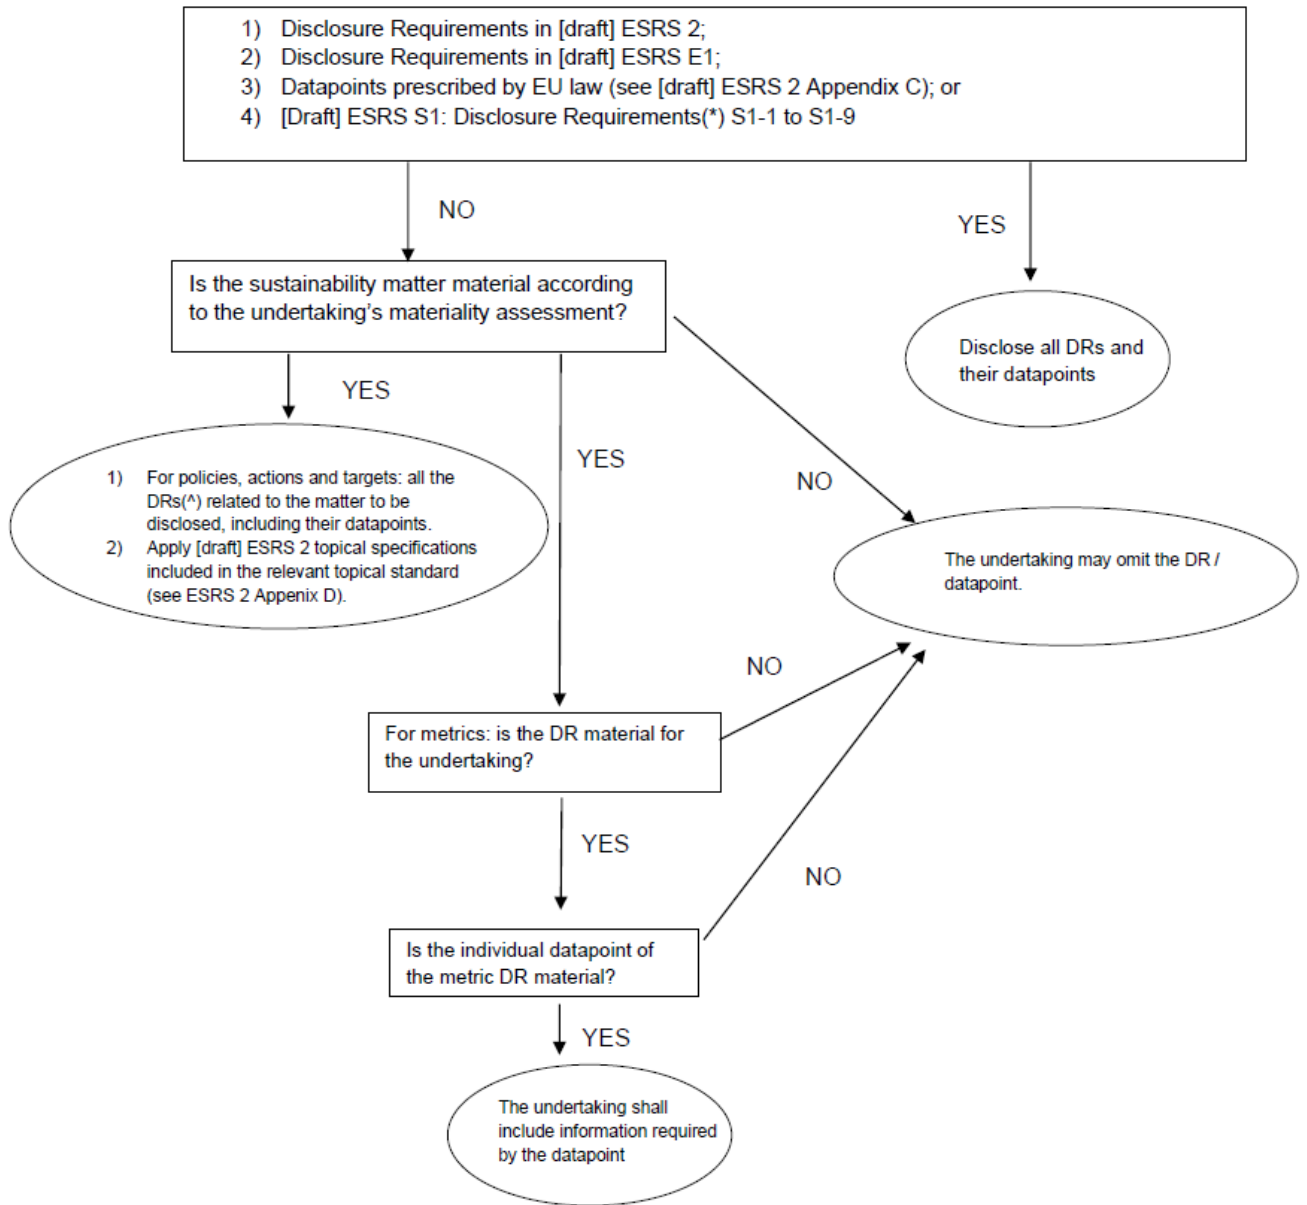 1) Disclosure Requirements in [draft] ESRS 2;
2) Disclosure Requirements in [draft] ESRS E1;
3) Datapoints prescribed by EU law (see [draft] ESRS 2 Appendix C); or
4) [Draft] ESRS S1: Disclosure Requirements(*) S1-1 to S1-9
NO
YES
Is the sustainability matter material according
to the undertaking's materiality assessment?
Disclose all DRs and
their datapoints
YES
YES
NO
1) For policies, actions and targets: all the
DRs(^) related to the matter to be
disclosed, including their datapoints.
2) Apply [draft] ESRS 2 topical specifications
included in the relevant topical standard
(see ESRS 2 Appenix D).
The undertaking may omit the DR /
datapoint.
NO
For metrics: is the DR material for
the undertaking?
YES
NO
Is the individual datapoint of
the metric DR material?
YES
The undertaking shall
include information required
by the datapoint